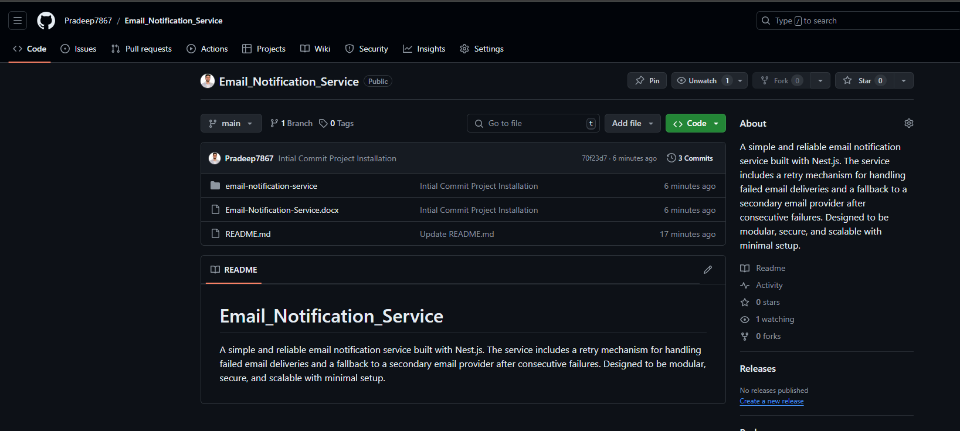 Pradeep7867 / Email_Notification_Service
Type / to search
Code Issues Pull requests Actions Projects Wiki Security Insights Settings
Email_Notification_Service Public
Pin Unwatch 1 Fork 0 Star 0
main 1 Branch 0 Tags Go to file t Add file Code
Pradeep7867 Intial Commit Project Installation 70f23d7 · 6 minutes ago 3 Commits
email-notification-service Intial Commit Project Installation 6 minutes ago
Email-Notification-Service.docx Intial Commit Project Installation 6 minutes ago
README.md Update README.md 17 minutes ago
README
Email_Notification_Service
A simple and reliable email notification service built with Nest.js. The service includes a retry mechanism for handling
failed email deliveries and a fallback to a secondary email provider after consecutive failures. Designed to be modular,
secure, and scalable with minimal setup.
About
A simple and reliable email notification
service built with Nest.js. The service
includes a retry mechanism for handling
failed email deliveries and a fallback to a
secondary email provider after
consecutive failures. Designed to be
modular, secure, and scalable with
minimal setup.
Readme
Activity
0 stars
1 watching
0 forks
Releases
No releases published
Create a new release